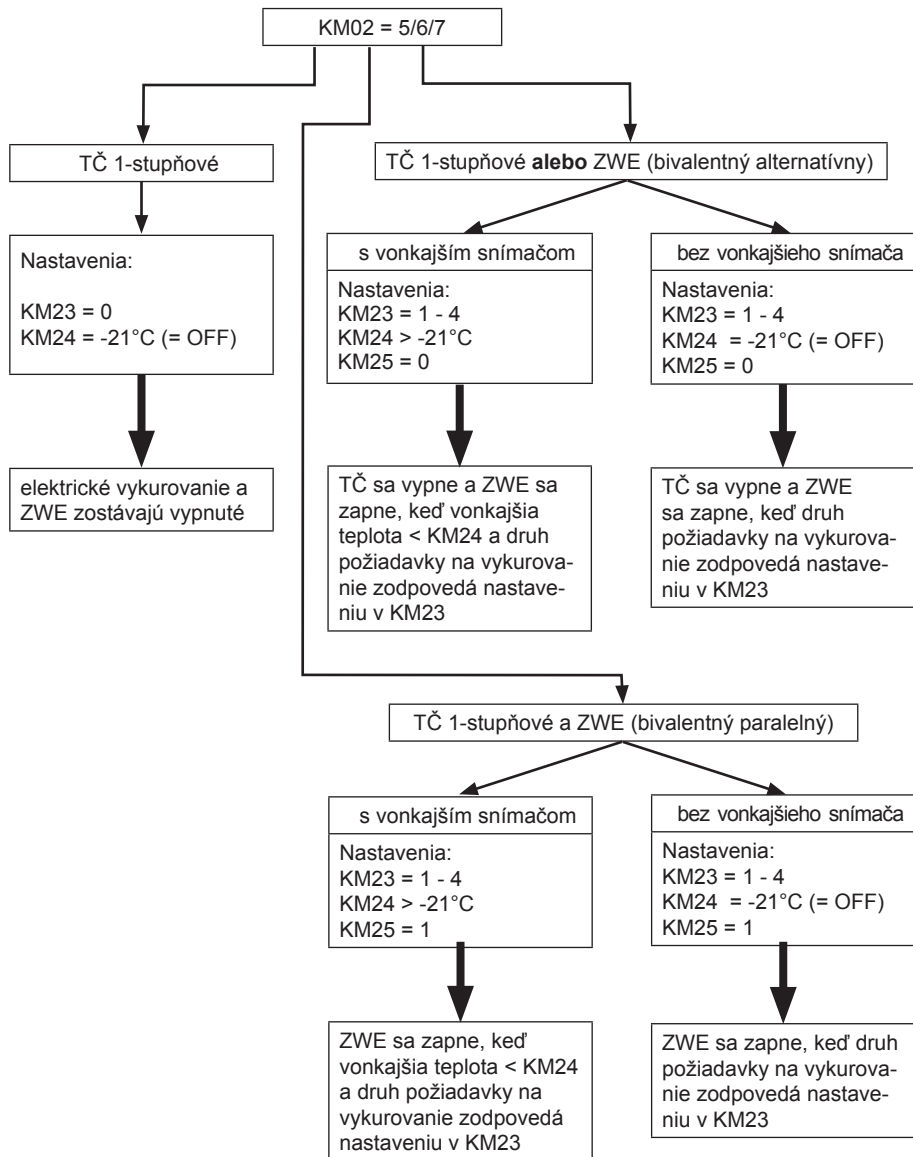 KM02 = 5/6/7
TČ 1-stupňové
Nastavenia:
KM23 = 0
KM24 = -21°C (= OFF)
elektrické vykurovanie a
ZWE zostávajú vypnuté
TČ 1-stupňové alebo ZWE (bivalentný alternatívny)
s vonkajším snímačom
Nastavenia:
KM23 = 1 - 4
KM24 > -21°C
KM25 = 0
TČ sa vypne a ZWE sa
zapne, keď vonkajšia
teplota < KM24 a druh
požiadavky na vykurova-
nie zodpovedá nastave-
niu v KM23
bez vonkajšieho snímača
Nastavenia:
KM23 = 1 - 4
KM24 = -21°C (= OFF)
KM25 = 0
TČ sa vypne a ZWE
sa zapne, keď druh
požiadavky na vykurova-
nie zodpovedá nastave-
niu v KM23
TČ 1-stupňové a ZWE (bivalentný paralelný)
s vonkajším snímačom
Nastavenia:
KM23 = 1 - 4
KM24 > -21°C
KM25 = 1
ZWE sa zapne, keď
vonkajšia teplota < KM24
a druh požiadavky na
vykurovanie zodpovedá
nastaveniu v KM23
bez vonkajšieho snímača
Nastavenia:
KM23 = 1 - 4
KM24 = -21°C (= OFF)
KM25 = 1
ZWE sa zapne, keď druh
požiadavky na vykurova-
nie zodpovedá nastave-
niu v KM23